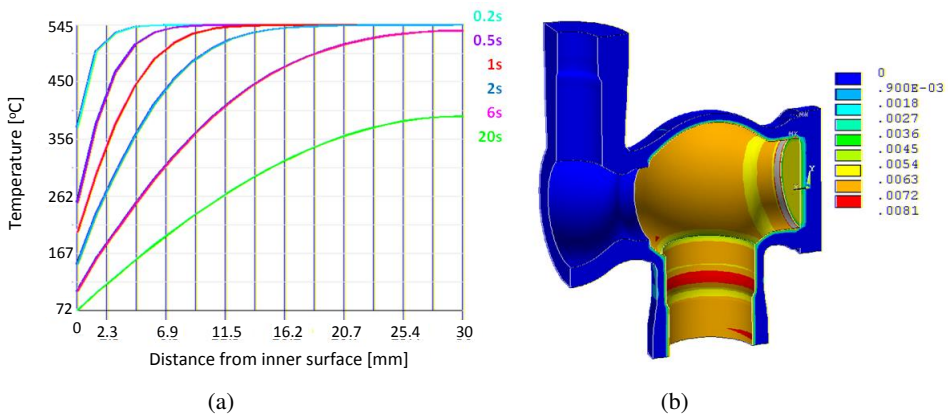 545
450
356
262
167
72
Temperature [ºC]
0
2.3
6.9
11.5
16.2
20.7
25.4
30
Distance from inner surface [mm]
0.2s
0.5s
1s
2s
6s
20s
(a)
0
.900E-03
.0018
.0027
.0036
.0045
.0054
.0063
.0072
.0081
MN
MX
Y
(b)